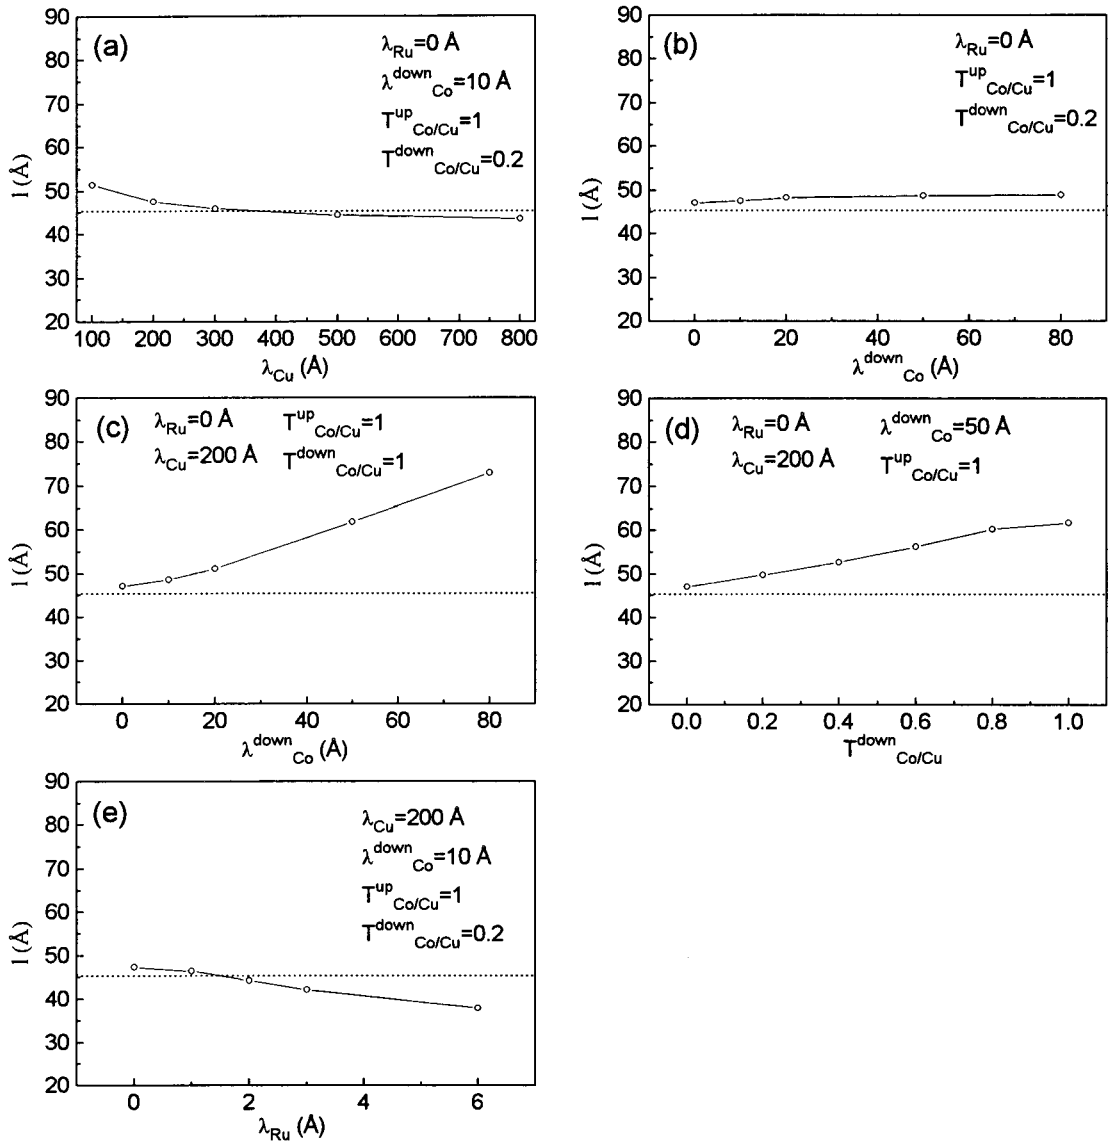 (a)
λRu=0 Å
λdownCo=10 Å
TupCo/Cu=1
TdownCo/Cu=0.2
90
80
70
60
50
40
30
20
l (Å)
100 200 300 400 500 600 700 800
λCu (Å)
(b)
λRu=0 Å
TupCo/Cu=1
TdownCo/Cu=0.2
90
80
70
60
50
40
30
20
l (Å)
0 20 40 60 80
λdownCo (Å)
(c)
λRu=0 Å TupCo/Cu=1
λCu=200 Å TdownCo/Cu=1
90
80
70
60
50
40
30
20
l (Å)
0 20 40 60 80
λdownCo (Å)
(d)
λRu=0 Å λdownCo=50 Å
λCu=200 Å TupCo/Cu=1
90
80
70
60
50
40
30
20
l (Å)
0.0 0.2 0.4 0.6 0.8 1.0
TdownCo/Cu
(e)
λCu=200 Å
λdownCo=10 Å
TupCo/Cu=1
TdownCo/Cu=0.2
90
80
70
60
50
40
30
20
l (Å)
0 2 4 6
λRu (Å)